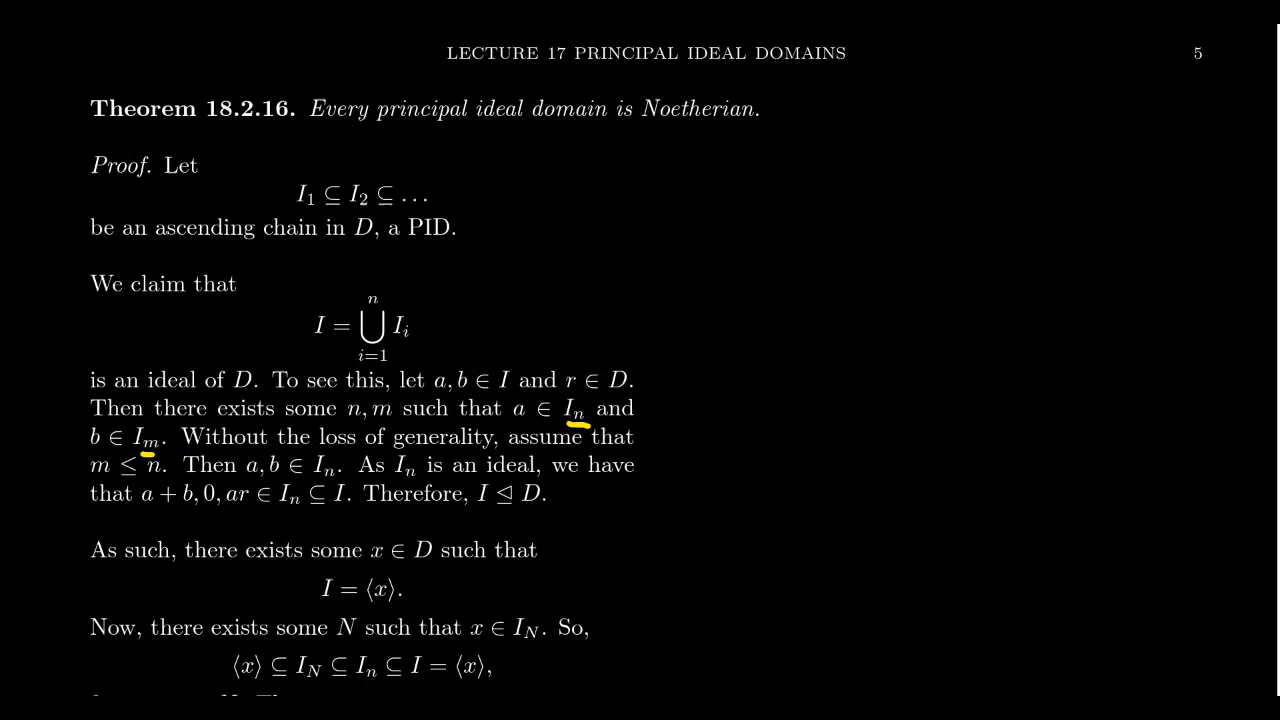 LECTURE 17 PRINCIPAL IDEAL DOMAINS 5
Theorem 18.2.16. Every principal ideal domain is Noetherian.
Proof. Let
I₁ ⊆ I₂ ⊆ …
be an ascending chain in D, a PID.
We claim that
I = ⋃_{i=1}^{n} I_i
is an ideal of D. To see this, let a, b ∈ I and r ∈ D.
Then there exists some n, m such that a ∈ I_n and
b ∈ I_m. Without the loss of generality, assume that
m ≤ n. Then a, b ∈ I_n. As I_n is an ideal, we have
that a + b, 0, ar ∈ I_n ⊆ I. Therefore, I ⊴ D.
As such, there exists some x ∈ D such that
I = ⟨x⟩.
Now, there exists some N such that x ∈ I_N. So,
⟨x⟩ ⊆ I_N ⊆ I_n ⊆ I = ⟨x⟩,